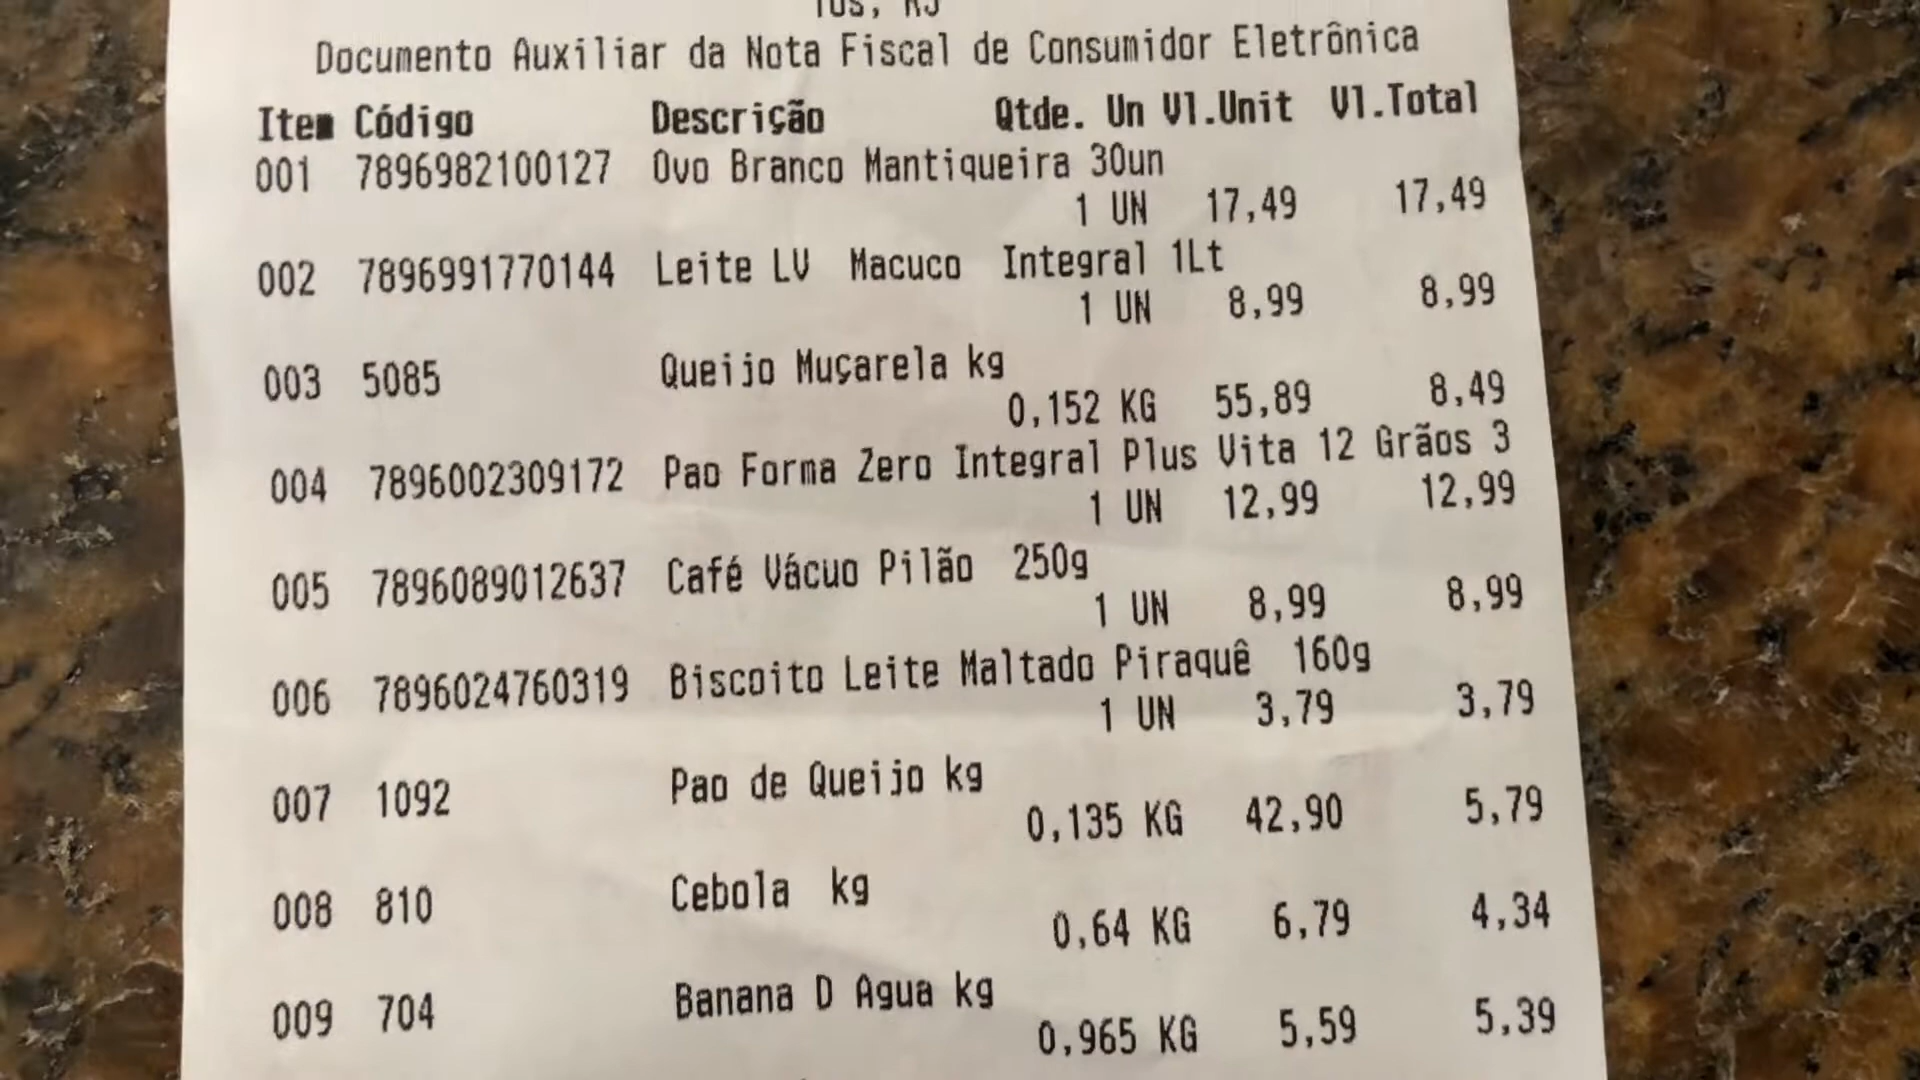 RJ
Documento Auxiliar da Nota Fiscal de Consumidor Eletrônica
Item Código Descrição Qtde. Un Vl.Unit Vl.Total
001 7896982100127 Ovo Branco Mantiqueira 30un
1 UN 17,49 17,49
002 7896991770144 Leite LV Macuco Integral 1Lt
1 UN 8,99 8,99
003 5085 Queijo Muçarela kg
0,152 KG 55,89 8,49
004 7896002309172 Pao Forma Zero Integral Plus Vita 12 Grãos 3
1 UN 12,99 12,99
005 7896089012637 Café Vácuo Pilão 250g
1 UN 8,99 8,99
006 7896024760319 Biscoito Leite Maltado Piraquê 160g
1 UN 3,79 3,79
007 1092 Pao de Queijo kg
0,135 KG 42,90 5,79
008 810 Cebola kg
0,64 KG 6,79 4,34
009 704 Banana D Agua kg
0,965 KG 5,59 5,39